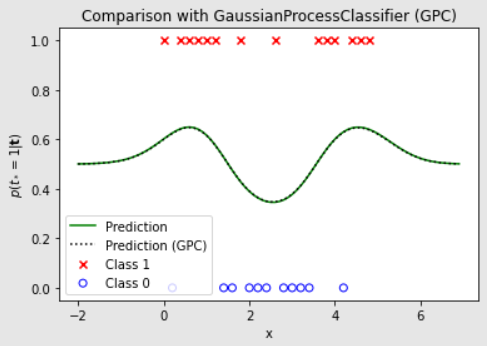 Comparison with GaussianProcessClassifier (GPC)
1.0
0.8
0.6
0.4
0.2
0.0
p(t* = 1|t)
Prediction
Prediction (GPC)
Class 1
Class 0
−2
0
2
4
6
x